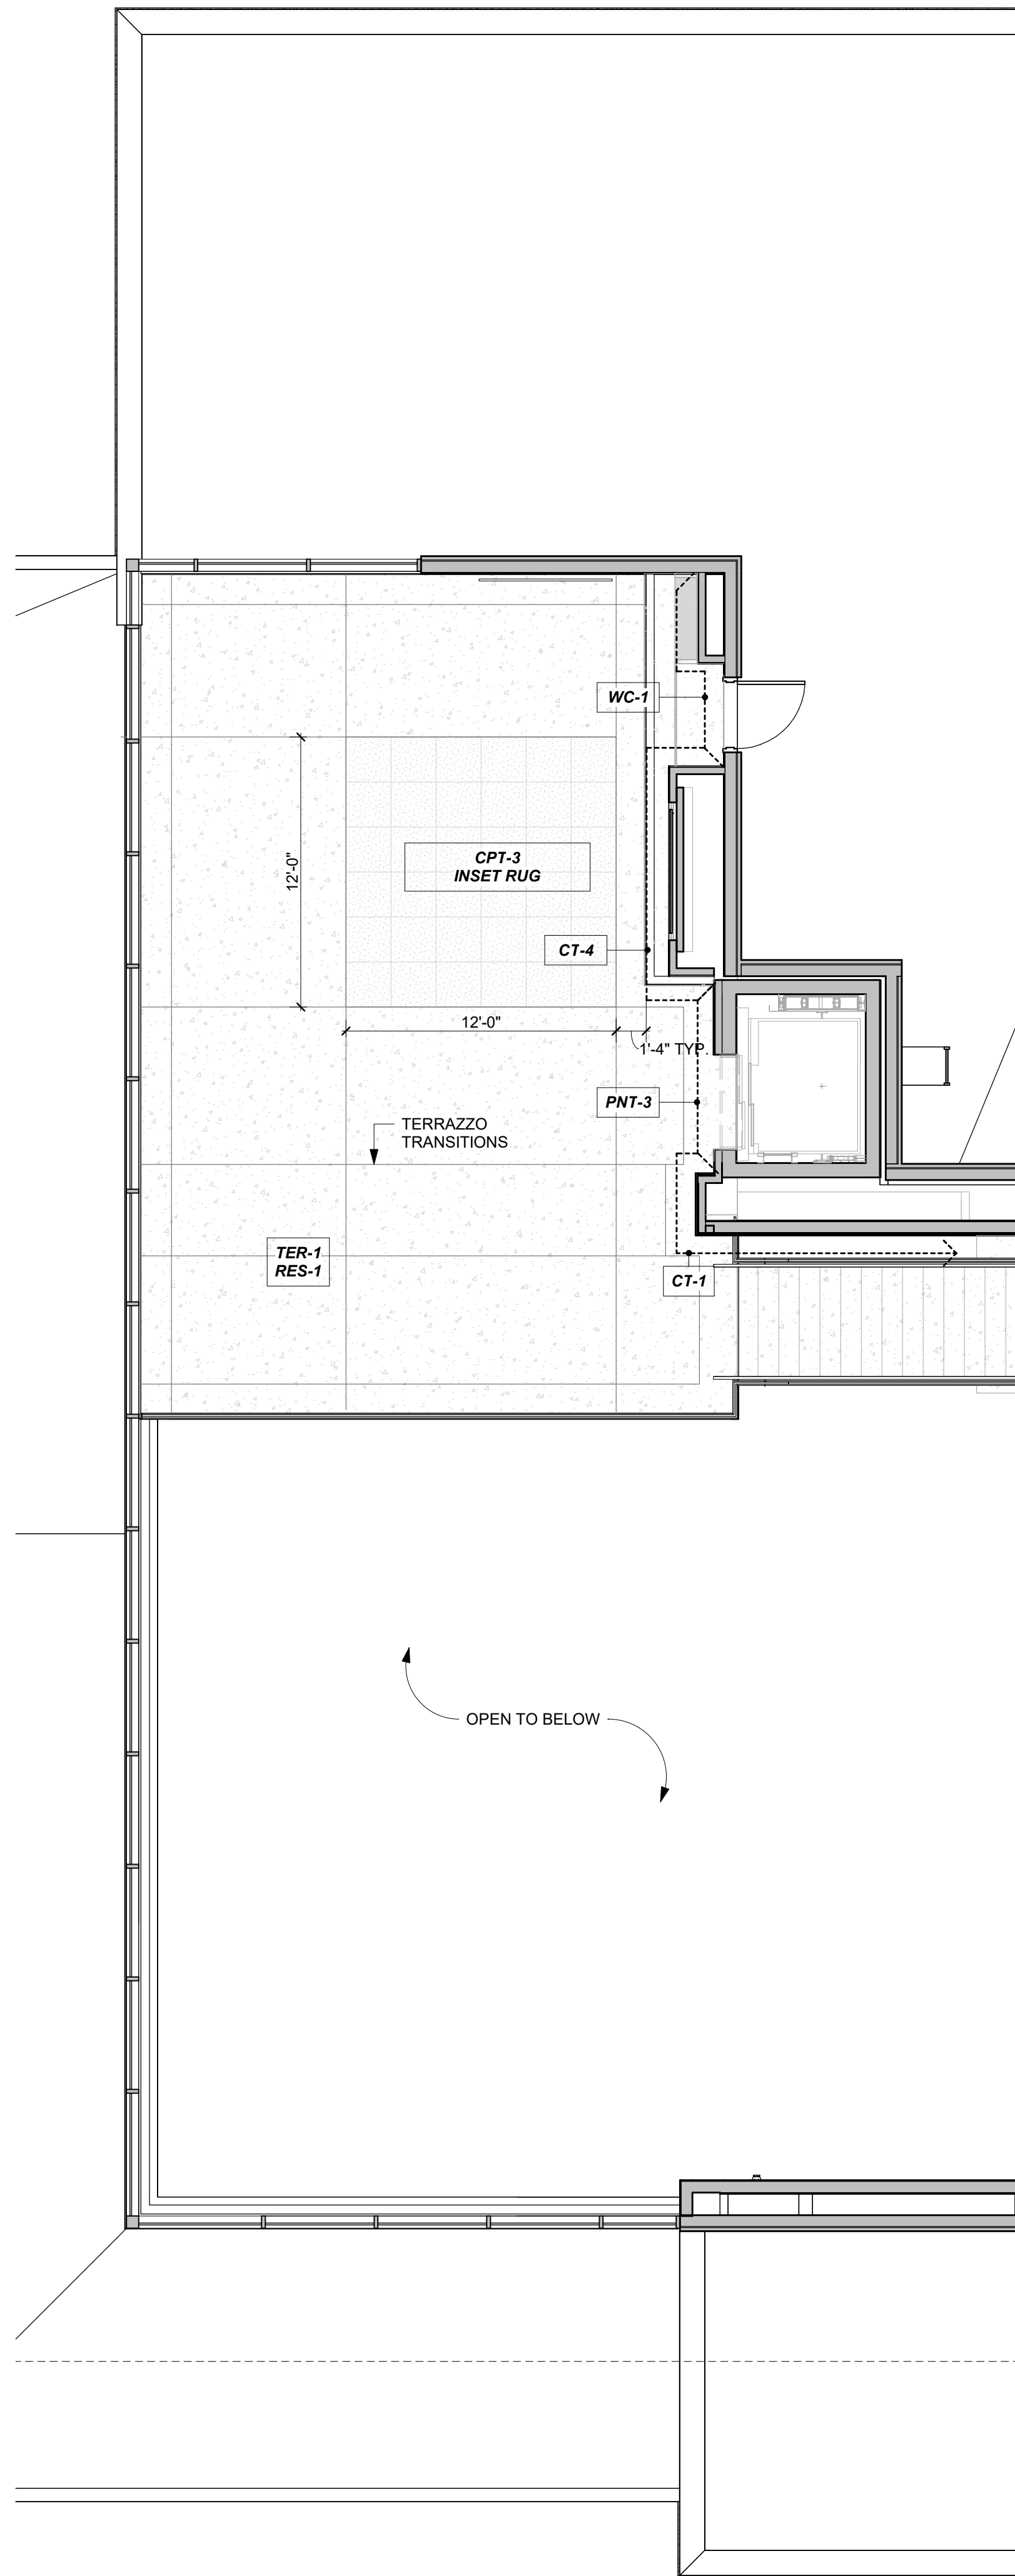 WC-1
CPT-3
INSET RUG
12'-0"
CT-4
12'-0"
1'-4" TYP.
PNT-3
TERRAZZO
TRANSITIONS
TER-1
RES-1
CT-1
OPEN TO BELOW